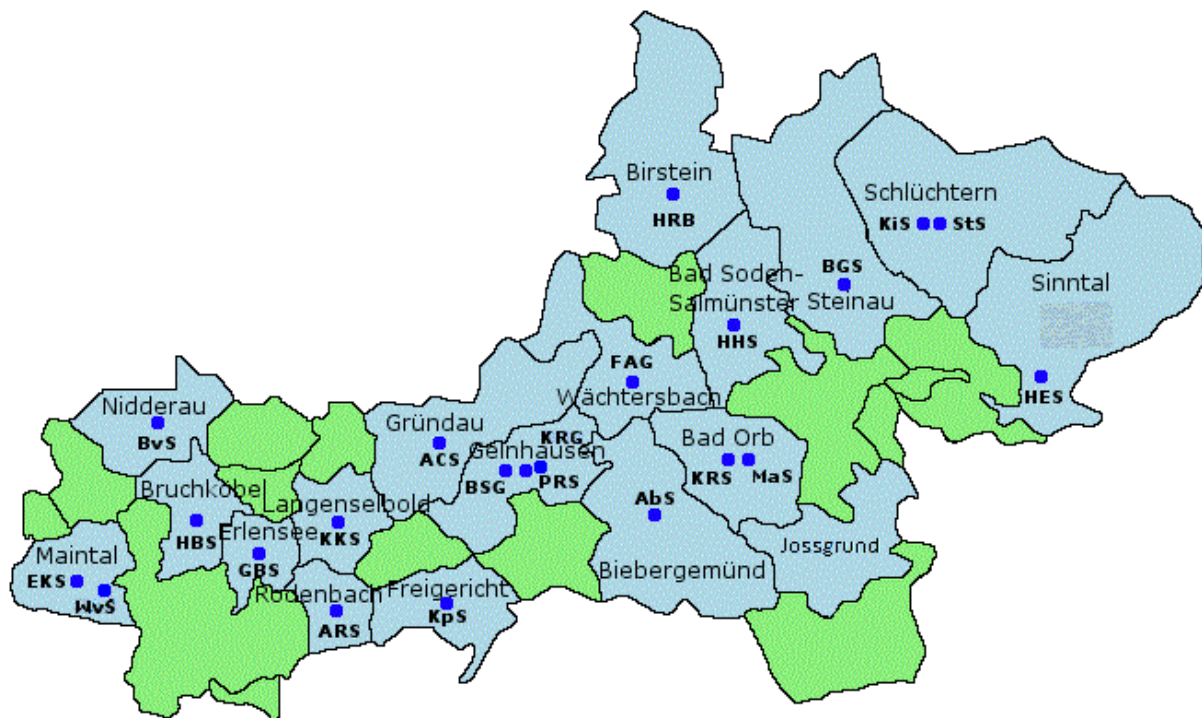 Birstein
HRB
Schlüchtern
KiS StS
BGS
Bad Soden-
Salmünster
Steinau
HHS
Sinntal
HES
FAG
Wächtersbach
Nidderau
BvS
Gründau
ACS
KRG
Gelnhausen
BSG PRS
Bad Orb
KRS MaS
AbS
Biebergemünd
Jossgrund
Bruchköbel
HBS
Langenselbold
KKS
Erlensee
GBS
Maintal
EKS
WvS
Rodenbach
ARS
Freigericht
KpS